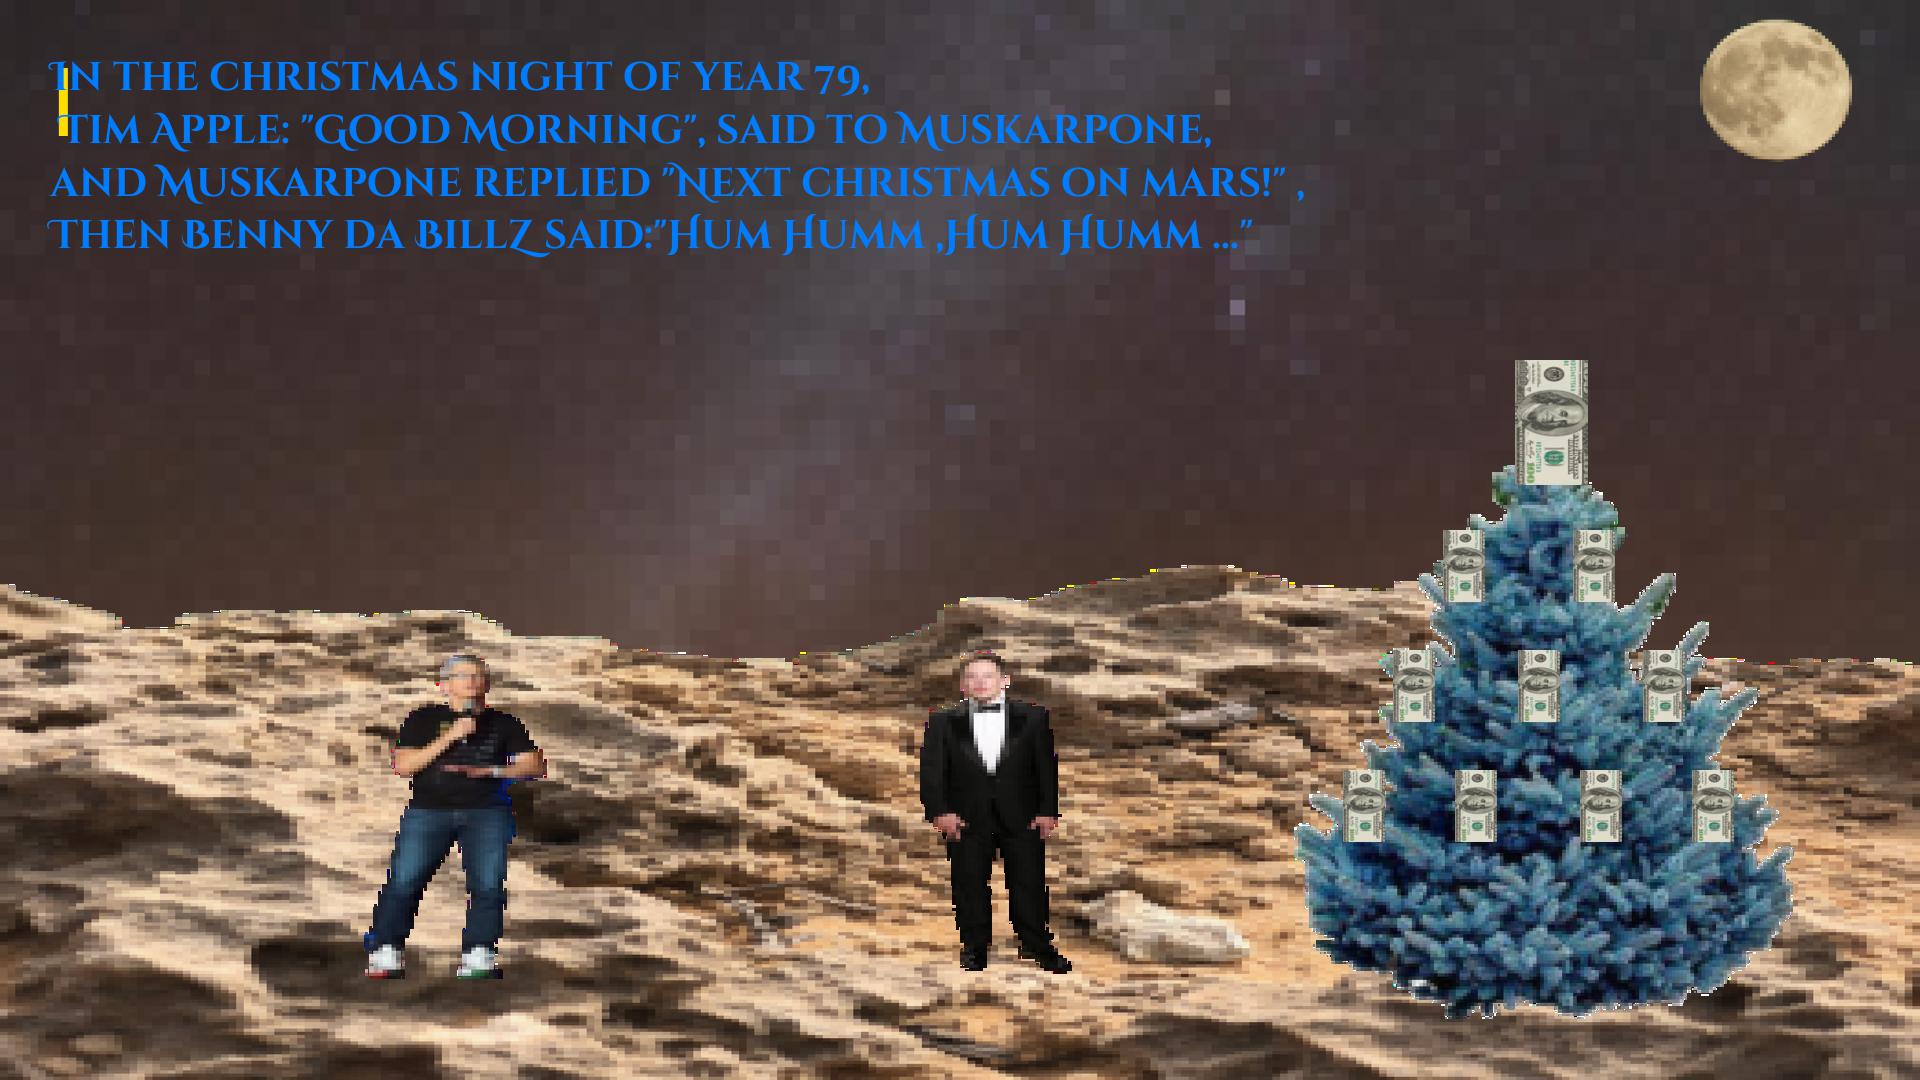 In the Christmas night of year 79,
Tim Apple: "Good Morning", said to Muskarpone,
and Muskarpone replied "Next Christmas on Mars!" ,
Then Benny da BillZ said:"Hum Humm ,Hum Humm ..."